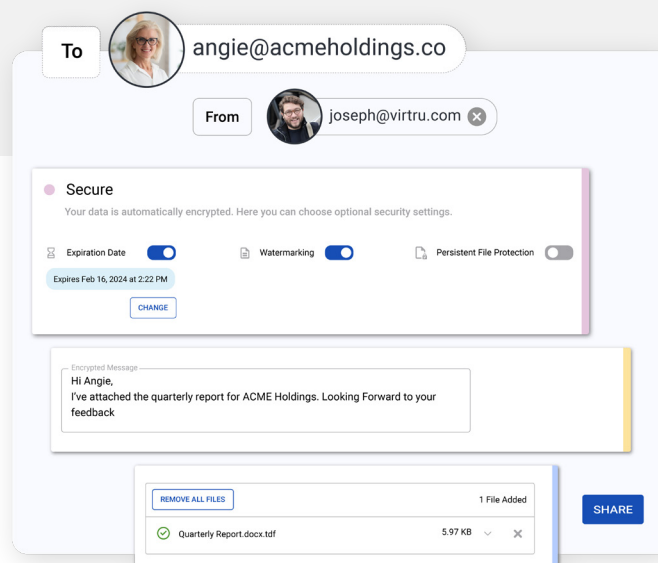 To
angie@acmeholdings.co
From
joseph@virtru.com
Secure
Your data is automatically encrypted. Here you can choose optional security settings.
Expiration Date
Watermarking
Persistent File Protection
Expires Feb 16, 2024 at 2:22 PM
CHANGE
Encrypted Message
Hi Angie,
I've attached the quarterly report for ACME Holdings. Looking Forward to your
feedback
REMOVE ALL FILES
1 File Added
Quarterly Report.docx.tdf
5.97 KB
SHARE